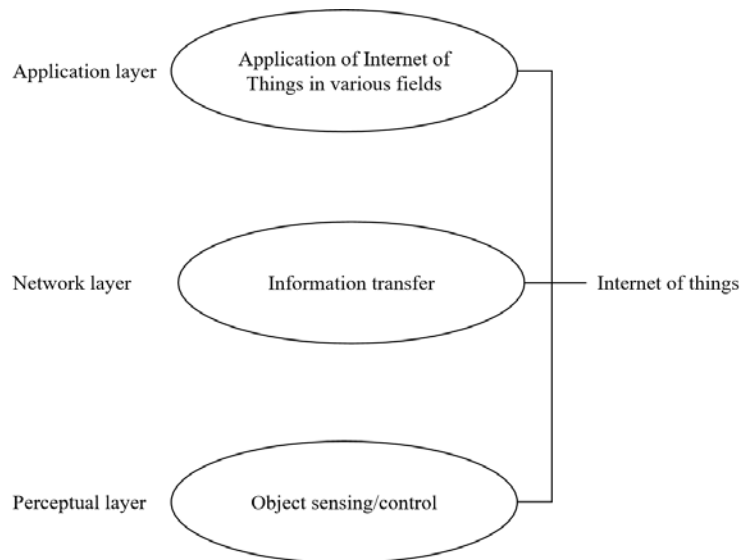 Application layer
Application of Internet of
Things in various fields
Network layer
Information transfer
Internet of things
Perceptual layer
Object sensing/control